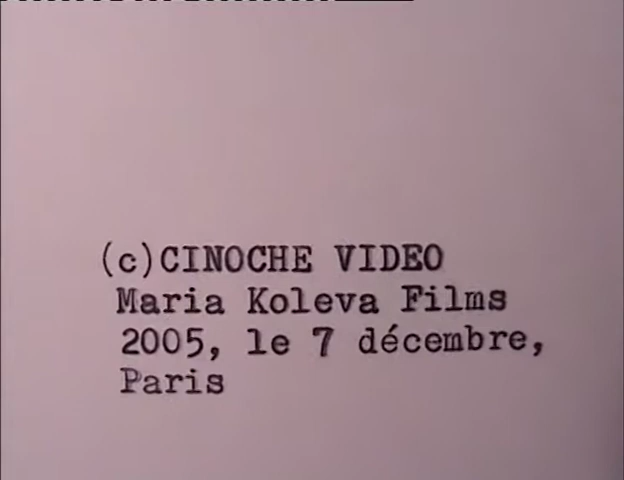 (c)CINOCHE VIDEO
Maria Koleva Films
2005, le 7 décembre,
Paris